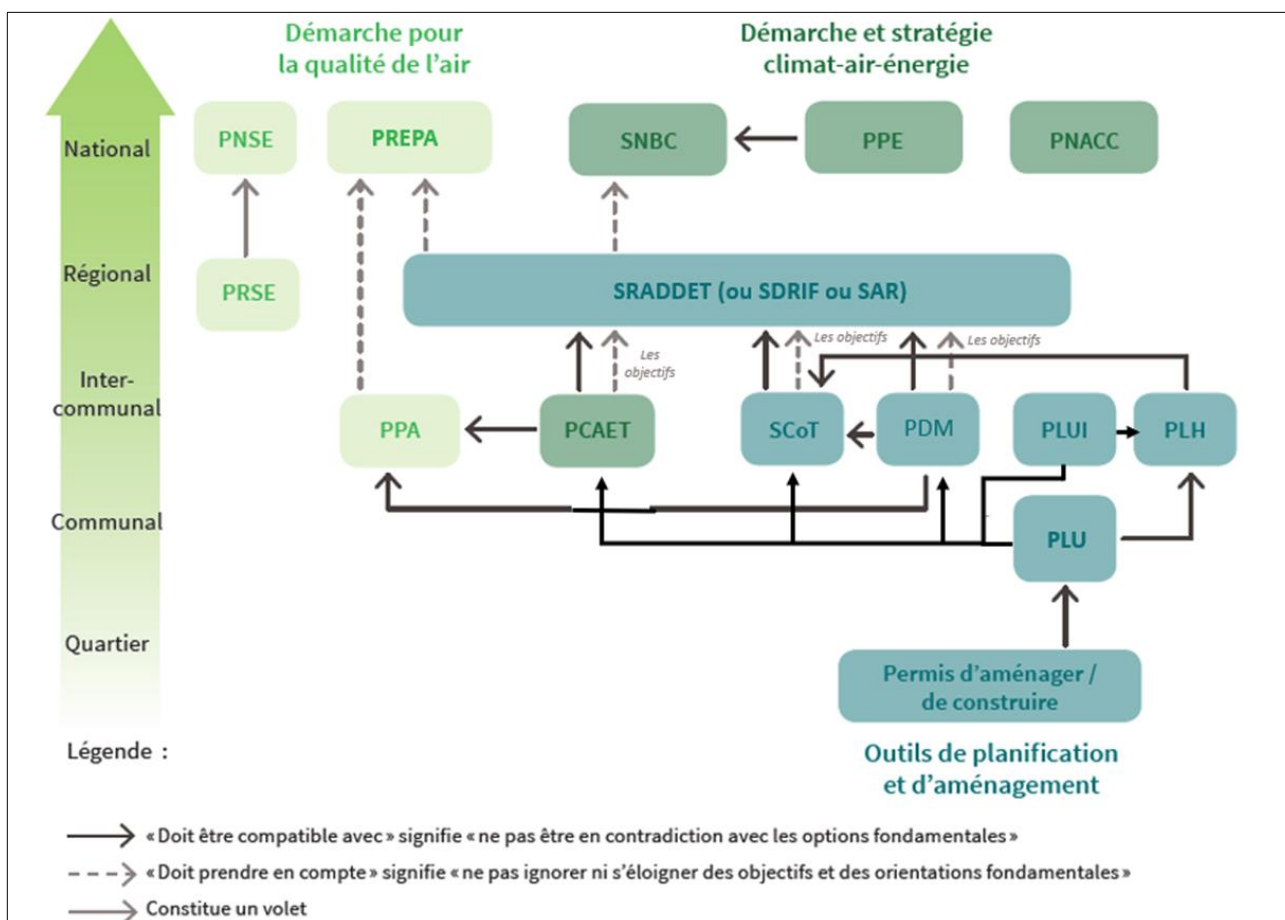 Démarche pour
la qualité de l’air
Démarche et stratégie
climat-air-énergie
National
PNSE
PREPA
SNBC
PPE
PNACC
Régional
PRSE
SRADDET (ou SDRIF ou SAR)
Les
objectifs
Les objectifs
Les objectifs
Inter-
communal
PPA
PCAET
SCoT
PDM
PLUI
PLH
Communal
PLU
Quartier
Permis d’aménager /
de construire
Outils de planification
et d’aménagement
Légende :
« Doit être compatible avec » signifie « ne pas être en contradiction avec les options fondamentales »
« Doit prendre en compte » signifie « ne pas ignorer ni s’éloigner des objectifs et des orientations fondamentales »
Constitue un volet